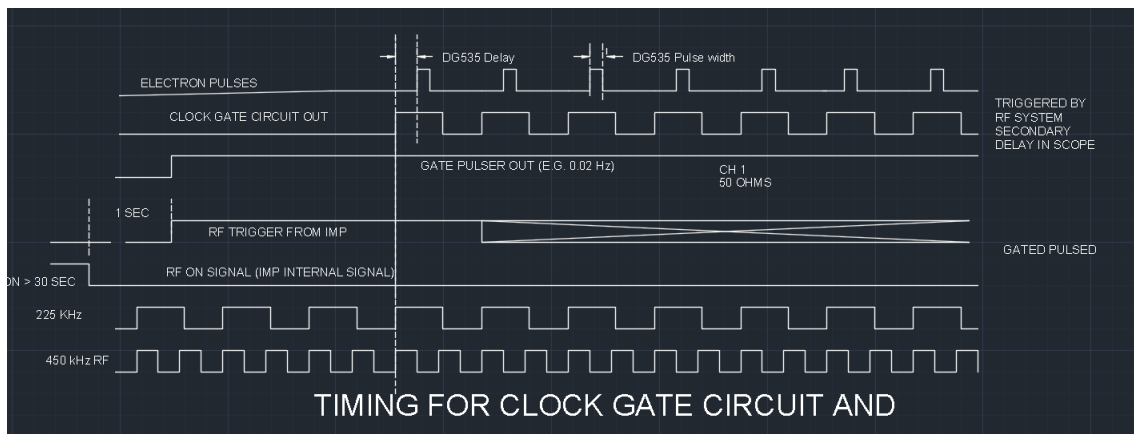 DG535 Delay
DG535 Pulse width
ELECTRON PULSES
TRIGGERED BY
RF SYSTEM
SECONDARY
DELAY IN SCOPE
CLOCK GATE CIRCUIT OUT
GATE PULSER OUT (E.G. 0.02 Hz)
CH 1
50 OHMS
1 SEC
RF TRIGGER FROM IMP
GATED PULSED
RF ON SIGNAL (IMP INTERNAL SIGNAL)
ON > 30 SEC
225 KHz
450 kHz RF
TIMING FOR CLOCK GATE CIRCUIT AND